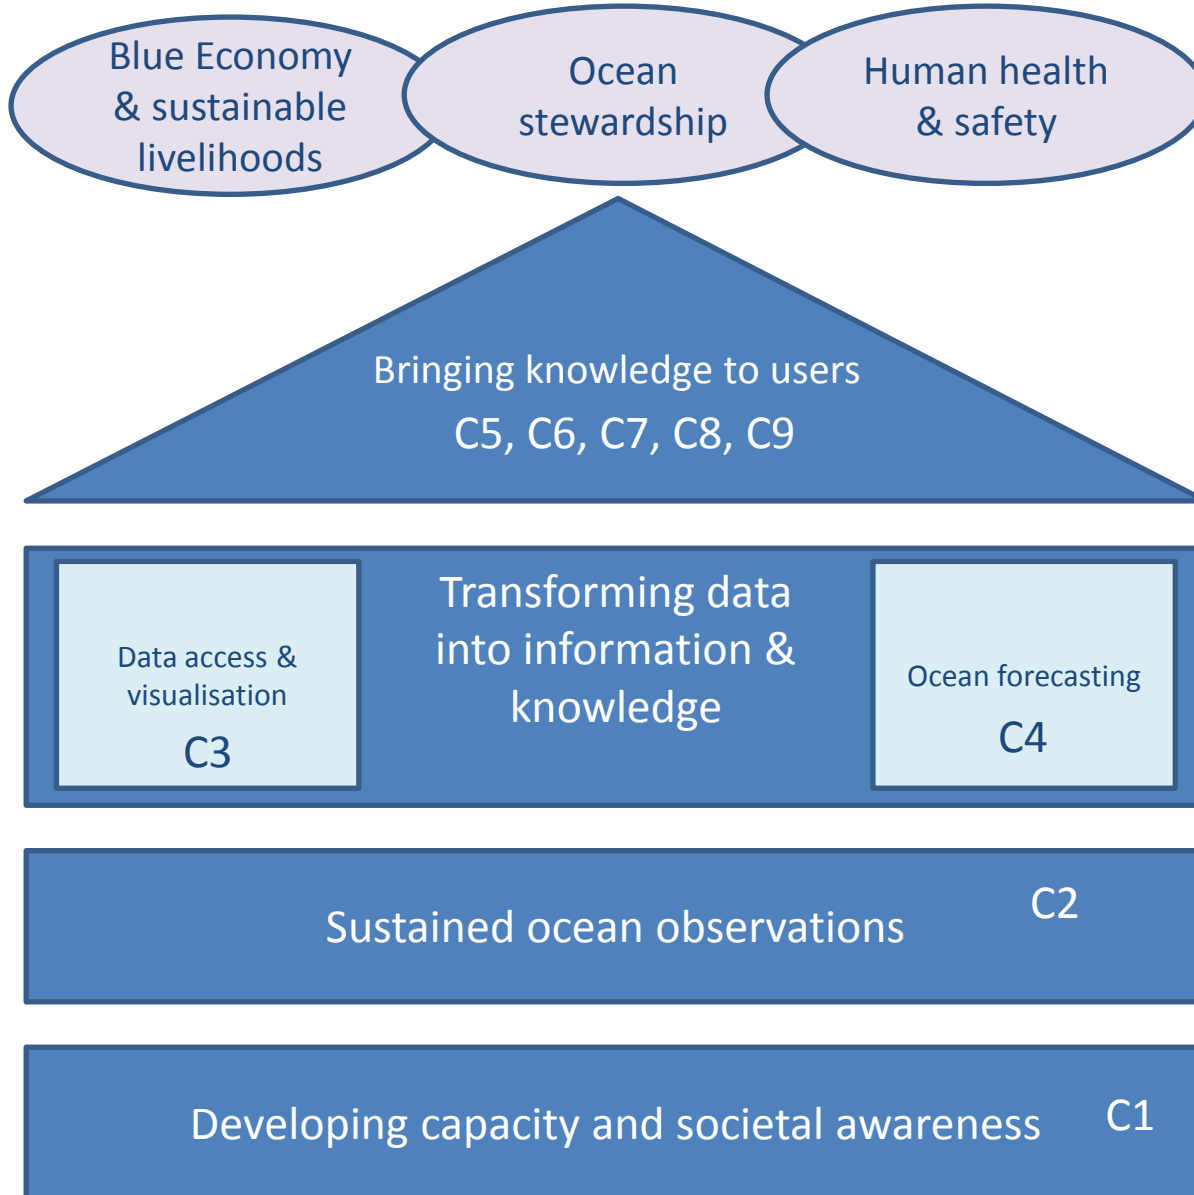 Blue Economy
& sustainable
livelihoods
Ocean
stewardship
Human health
& safety
Bringing knowledge to users
C5, C6, C7, C8, C9
Data access &
visualisation
C3
Transforming data
into information &
knowledge
Ocean forecasting
C4
Sustained ocean observations
C2
Developing capacity and societal awareness
C1